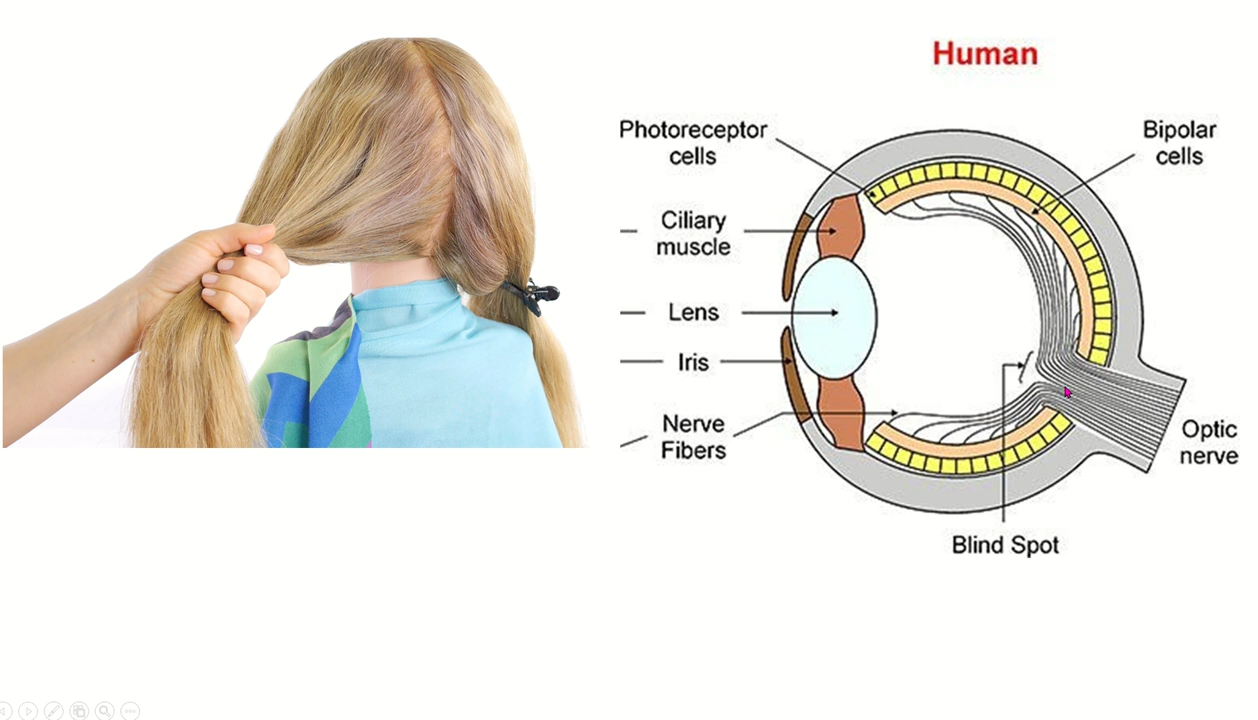 Human
Photoreceptor
cells
Bipolar
cells
Ciliary
muscle
Lens
Iris
Nerve
Fibers
Optic
nerve
Blind Spot